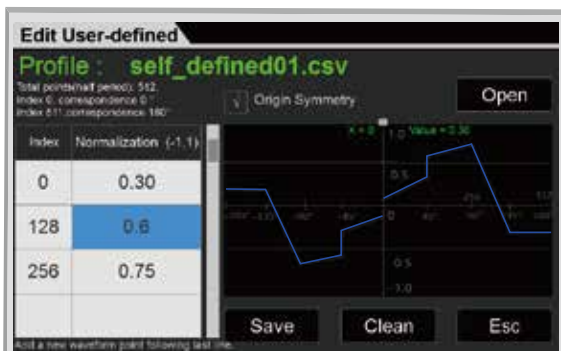 Edit User-defined
Profile : self_defined01.csv
Total points(half period): 512.
Index 0, correspondence 0°
Index 511,correspondence 180°
√ Origin Symmetry
Open
Index Normalization (-1,1)
X = 0 Value = 0.30
1.0
0 0.30
0.5
128 0.6
0
256 0.75
0.5
-1.0
Save Clean Esc
Add a new waveform point following last line.